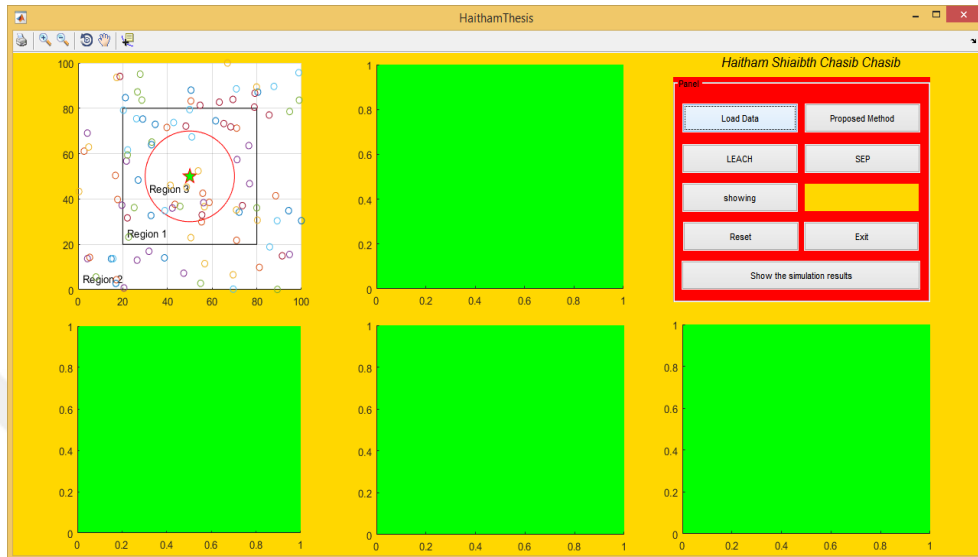 HaithamThesis
Haitham Shiaibth Chasib Chasib
100
80
60
40
20
0
0 20 40 60 80 100
Region 3
Region 1
Region 2
1
0.8
0.6
0.4
0.2
0
0 0.2 0.4 0.6 0.8 1
Panel
Load Data Proposed Method
LEACH SEP
showing
Reset Exit
Show the simulation results
1
0.8
0.6
0.4
0.2
0
0 0.2 0.4 0.6 0.8 1
1
0.8
0.6
0.4
0.2
0
0 0.2 0.4 0.6 0.8 1
1
0.8
0.6
0.4
0.2
0
0 0.2 0.4 0.6 0.8 1